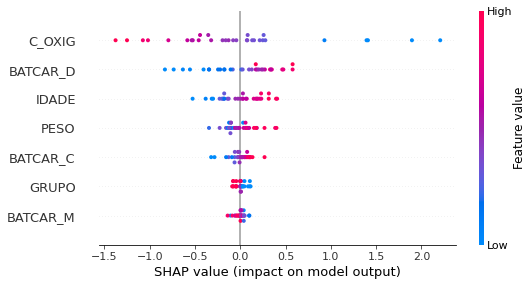 High
C_OXIG
BATCAR_D
IDADE
PESO
BATCAR_C
GRUPO
BATCAR_M
Feature value
Low
−1.5 −1.0 −0.5 0.0 0.5 1.0 1.5 2.0
SHAP value (impact on model output)